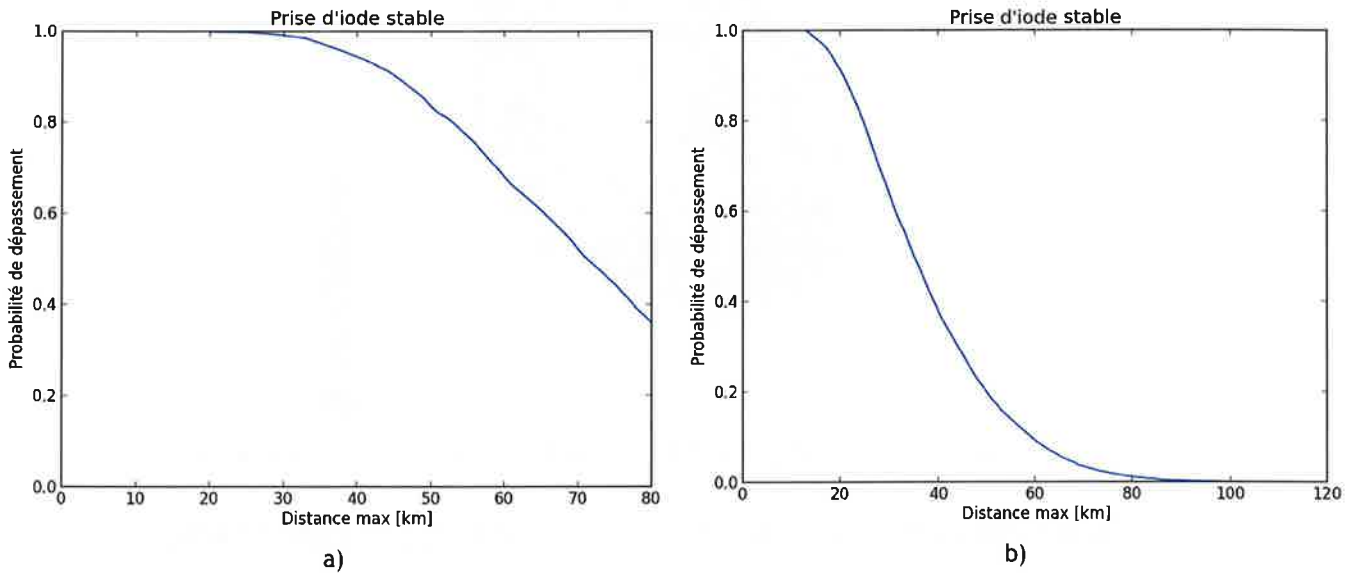 Prise d'iode stable
1.0
0.8
0.6
0.4
0.2
0.0
Probabilité de dépassement
0 10 20 30 40 50 60 70 80
Distance max [km]
a)
Prise d'iode stable
1.0
0.8
0.6
0.4
0.2
0.0
Probabilité de dépassement
0 20 40 60 80 100 120
Distance max [km]
b)